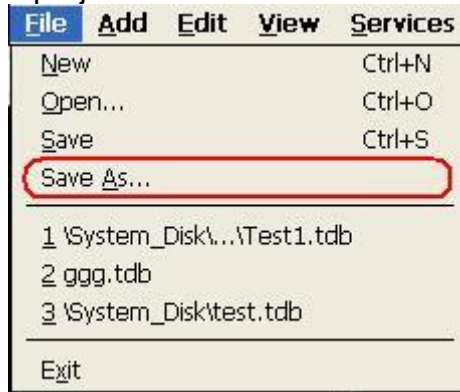 File Add Edit View Services
New Ctrl+N
Open... Ctrl+O
Save Ctrl+S
Save As...
1 \System_Disk\...\Test1.tdb
2 ggg.tdb
3 \System_Disk\test.tdb
Exit